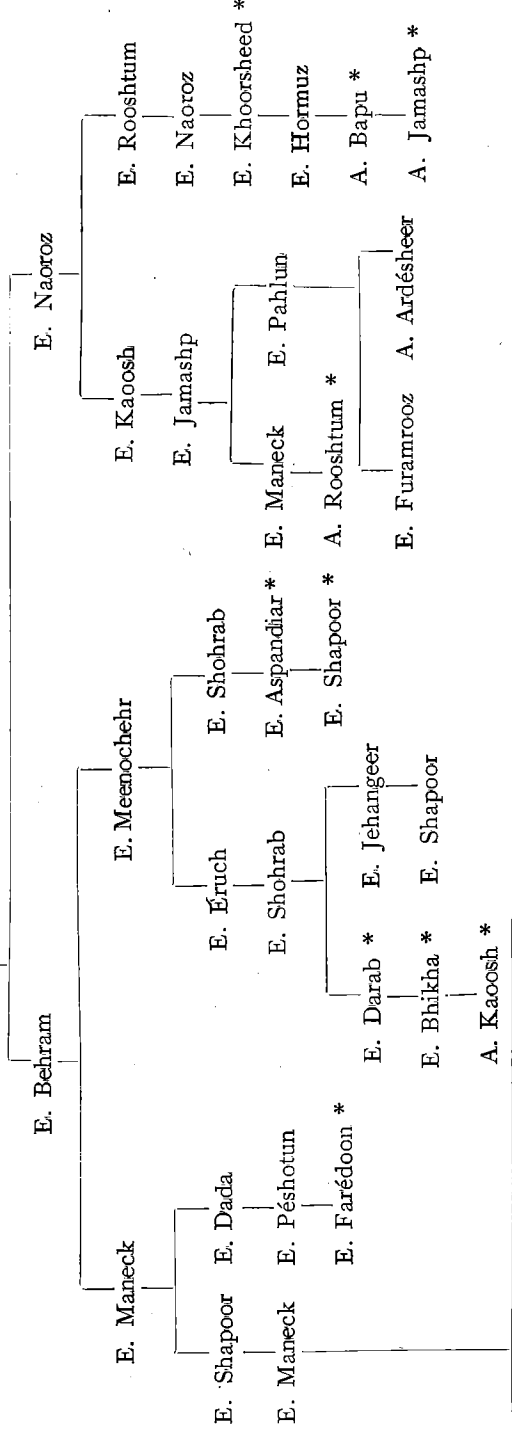 E. Behram E. Naoroz
E. Maneck E. Meenochehr E. Kaoosh E. Rooshtum
E. Jamashp E. Naoroz
E. Shapoor E. Dada E. Éruch E. Shohrab E. Khoorsheed *
E. Maneck E. Péshotun E. Shohrab E. Aspandiar * E. Maneck E. Pahlun E. Hormuz
E. Farédoon * E. Shapoor * A. Rooshtum * A. Bapu *
E. Darab * E. Jehangeer E. Furamrooz A. Ardésheer A. Jamashp *
E. Bhikha * E. Shapoor
A. Kaoosh *